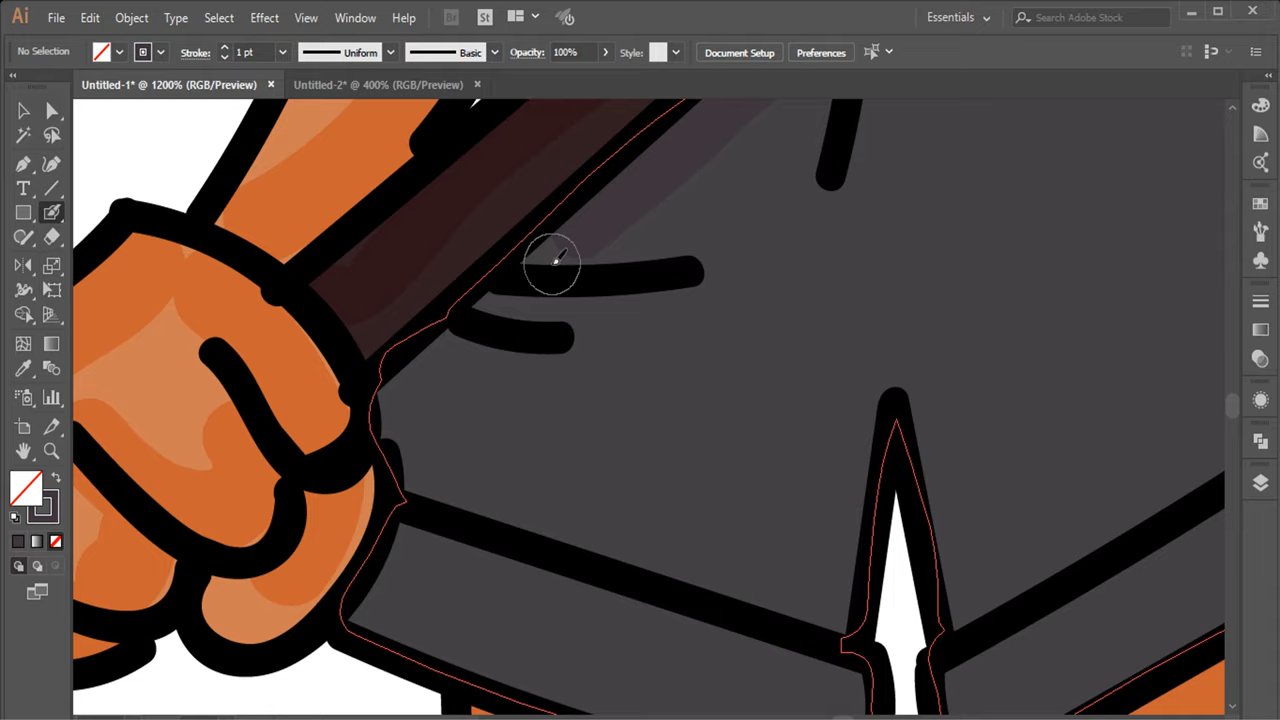 Ai File Edit Object Type Select Effect View Window Help Br St Essentials Search Adobe Stock
No Selection Stroke: 1 pt Uniform Basic Opacity: 100% Style: Document Setup Preferences
Untitled-1* @ 1200% (RGB/Preview) × Untitled-2* @ 400% (RGB/Preview) ×